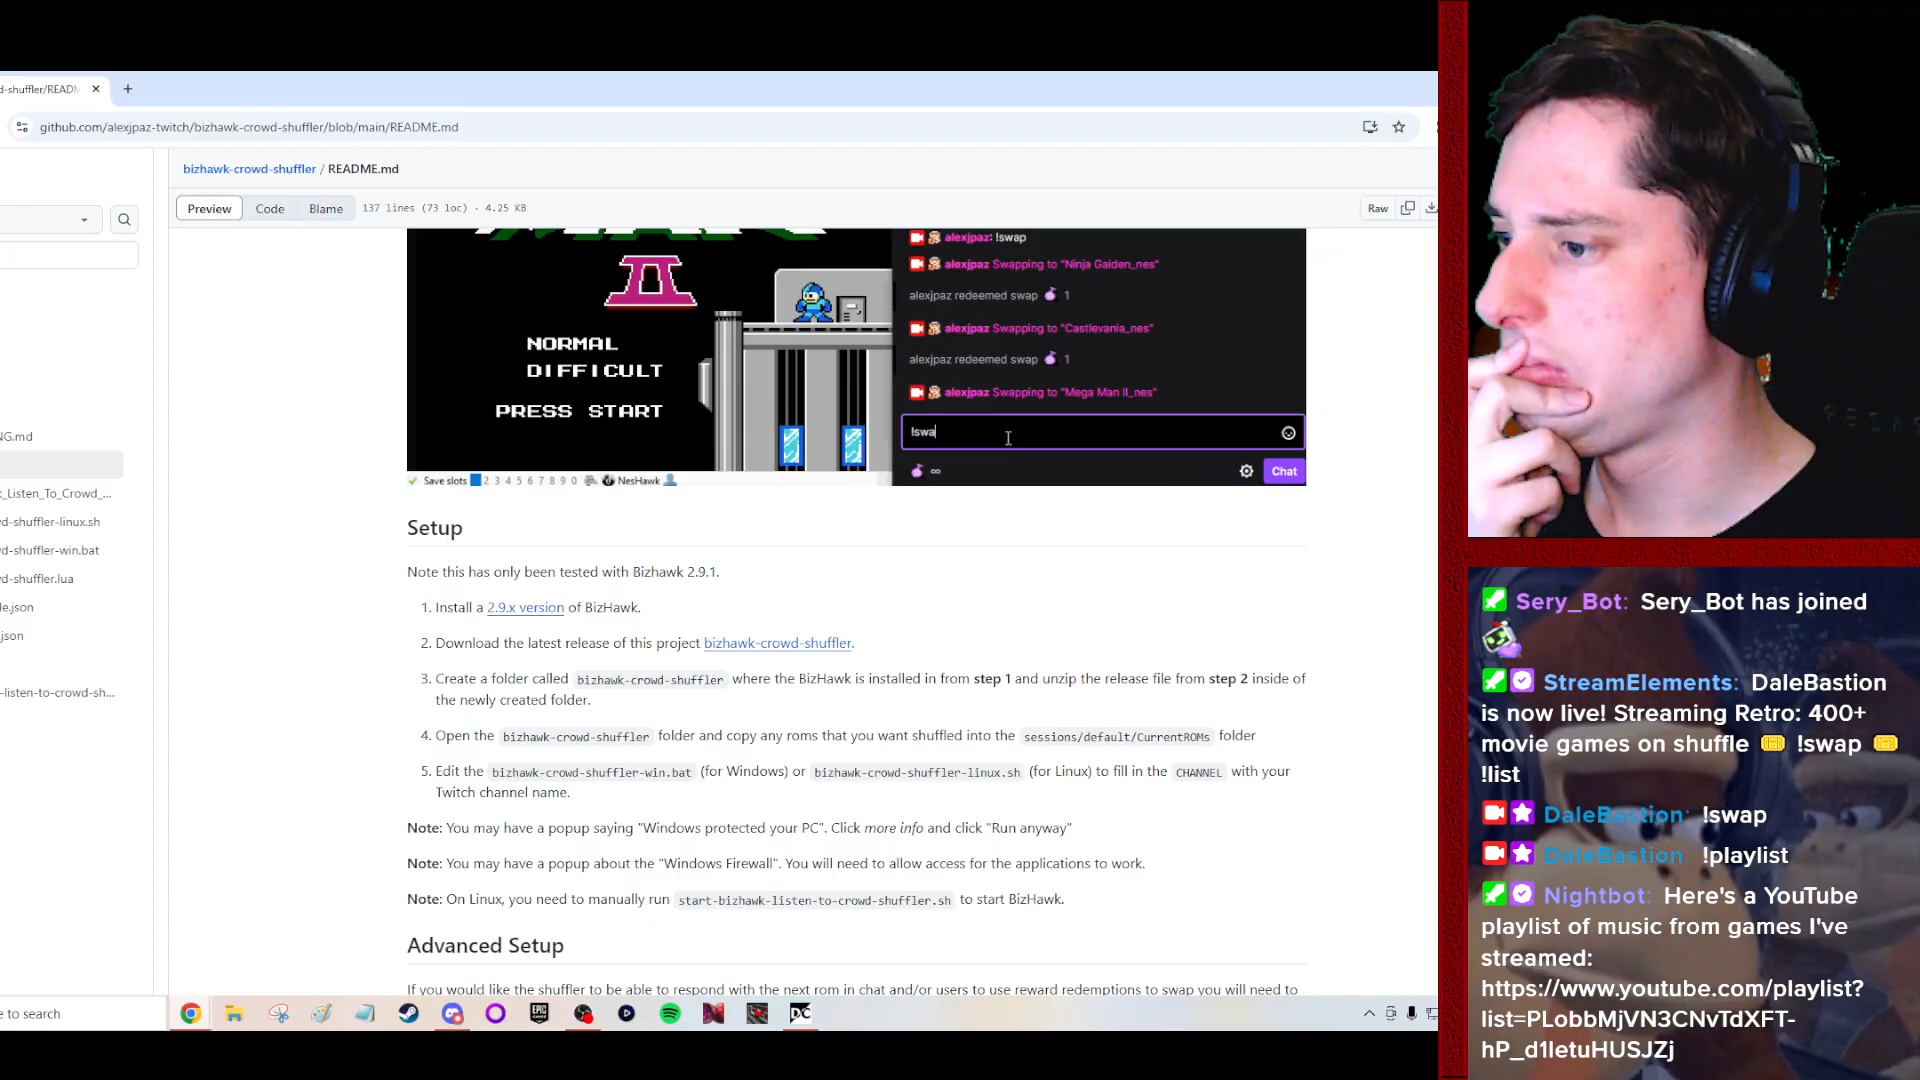 d-shuffler/READM
github.com/alexjpaz-twitch/bizhawk-crowd-shuffler/blob/main/README.md
bizhawk-crowd-shuffler / README.md
Preview Code Blame 137 lines (73 loc) · 4.25 KB
Raw
NG.md
_Listen_To_Crowd_...
d-shuffler-linux.sh
d-shuffler-win.bat
d-shuffler.lua
le.json
json
-listen-to-crowd-sh...
II
NORMAL
DIFFICULT
PRESS START
Save slots 2 3 4 5 6 7 8 9 0 NesHawk
alexjpaz: !swap
alexjpaz Swapping to "Ninja Gaiden_nes"
alexjpaz redeemed swap 1
alexjpaz Swapping to "Castlevania_nes"
alexjpaz redeemed swap 1
alexjpaz Swapping to "Mega Man II_nes"
!swa
∞
Chat
Setup
Note this has only been tested with Bizhawk 2.9.1.
1. Install a 2.9.x version of BizHawk.
2. Download the latest release of this project bizhawk-crowd-shuffler.
3. Create a folder called bizhawk-crowd-shuffler where the BizHawk is installed in from step 1 and unzip the release file from step 2 inside of
the newly created folder.
4. Open the bizhawk-crowd-shuffler folder and copy any roms that you want shuffled into the sessions/default/CurrentROMs folder
5. Edit the bizhawk-crowd-shuffler-win.bat (for Windows) or bizhawk-crowd-shuffler-linux.sh (for Linux) to fill in the CHANNEL with your
Twitch channel name.
Note: You may have a popup saying "Windows protected your PC". Click more info and click "Run anyway"
Note: You may have a popup about the "Windows Firewall". You will need to allow access for the applications to work.
Note: On Linux, you need to manually run start-bizhawk-listen-to-crowd-shuffler.sh to start BizHawk.
Advanced Setup
If you would like the shuffler to be able to respond with the next rom in chat and/or users to use reward redemptions to swap you will need to
e to search
EPIC
DC
Sery_Bot: Sery_Bot has joined
StreamElements: DaleBastion
is now live! Streaming Retro: 400+
movie games on shuffle !swap
!list
DaleBastion: !swap
DaleBastion: !playlist
Nightbot: Here's a YouTube
playlist of music from games I've
streamed:
https://www.youtube.com/playlist?
list=PLobbMjVN3CNvTdXFT-
hP_d1letuHUSJZj